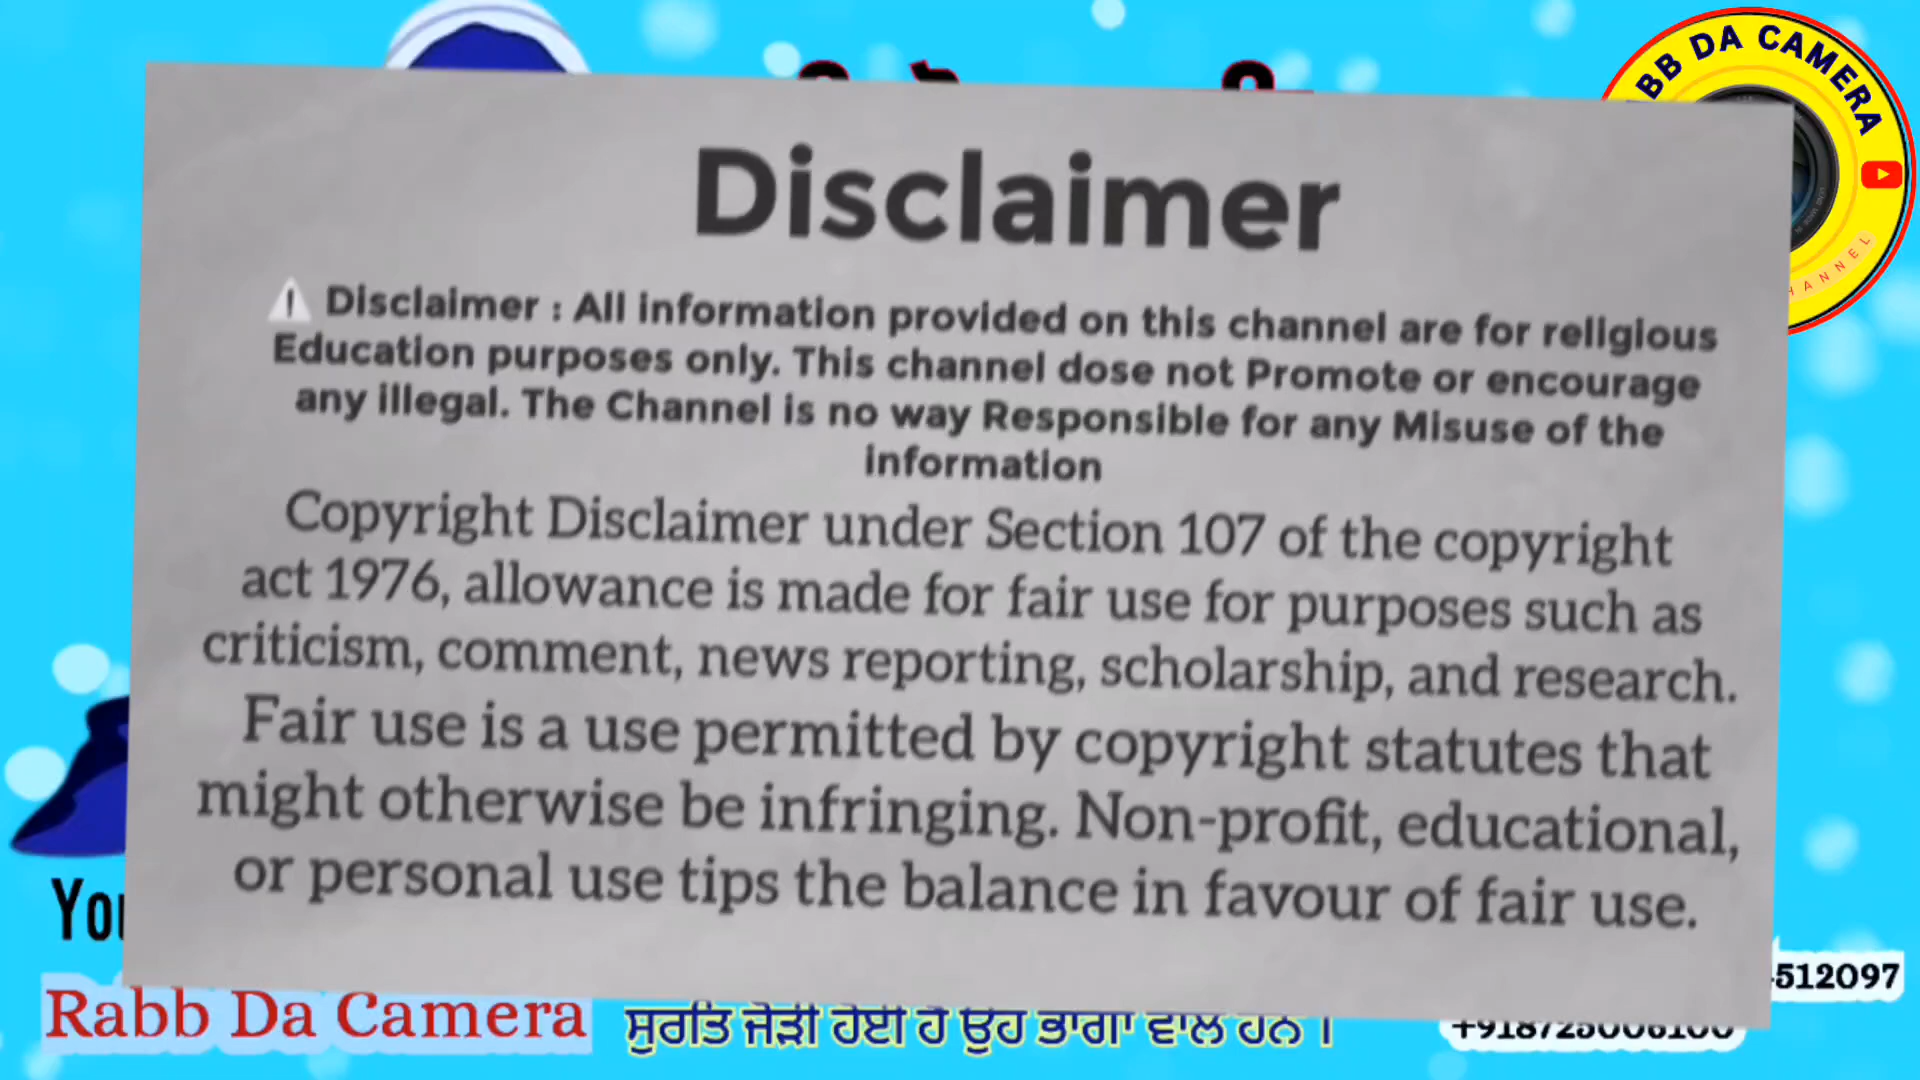 BB DA CAMERA
Disclaimer
⚠ Disclaimer : All information provided on this channel are for religious
Education purposes only. This channel dose not Promote or encourage
any illegal. The Channel is no way Responsible for any Misuse of the
information
Copyright Disclaimer under Section 107 of the copyright
act 1976, allowance is made for fair use for purposes such as
criticism, comment, news reporting, scholarship, and research.
Fair use is a use permitted by copyright statutes that
might otherwise be infringing. Non-profit, educational,
or personal use tips the balance in favour of fair use.
You
512097
Rabb Da Camera
ਸੁਰਤਿ ਜੋੜੀ ਹੋਈ ਹੈ ਉਹ ਭਾਗਾਂ ਵਾਲੇ ਹਨ ।